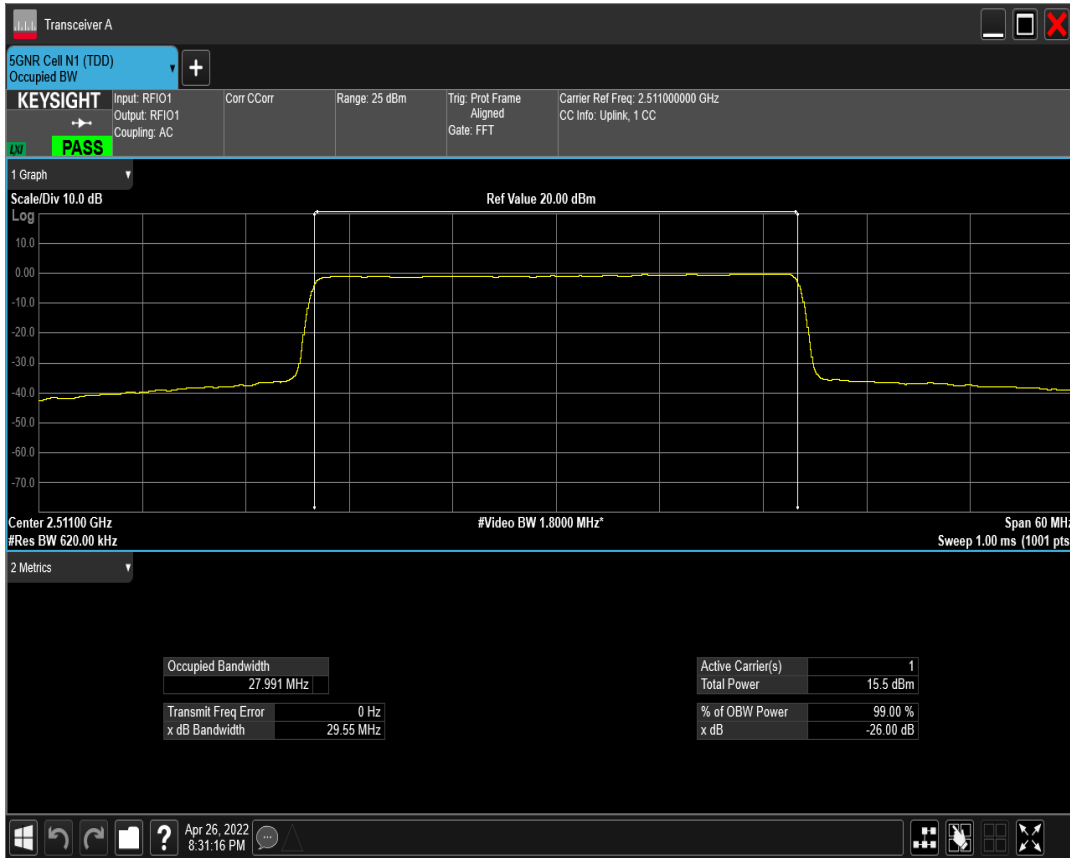 Transceiver A
5GNR Cell N1 (TDD)
Occupied BW
+
KEYSIGHT
LXI
PASS
Input: RFIO1
Output: RFIO1
Coupling: AC
Corr CCorr
Range: 25 dBm
Trig: Prot Frame
Aligned
Gate: FFT
Carrier Ref Freq: 2.511000000 GHz
CC Info: Uplink, 1 CC
1 Graph
Scale/Div 10.0 dB
Ref Value 20.00 dBm
Log
10.0
0.00
-10.0
-20.0
-30.0
-40.0
-50.0
-60.0
-70.0
Center 2.51100 GHz
#Video BW 1.8000 MHz*
Span 60 MHz
#Res BW 620.00 kHz
Sweep 1.00 ms (1001 pts
2 Metrics
Occupied Bandwidth
27.991 MHz
Transmit Freq Error 0 Hz
x dB Bandwidth 29.55 MHz
Active Carrier(s) 1
Total Power 15.5 dBm
% of OBW Power 99.00 %
x dB -26.00 dB
?
Apr 26, 2022
8:31:16 PM